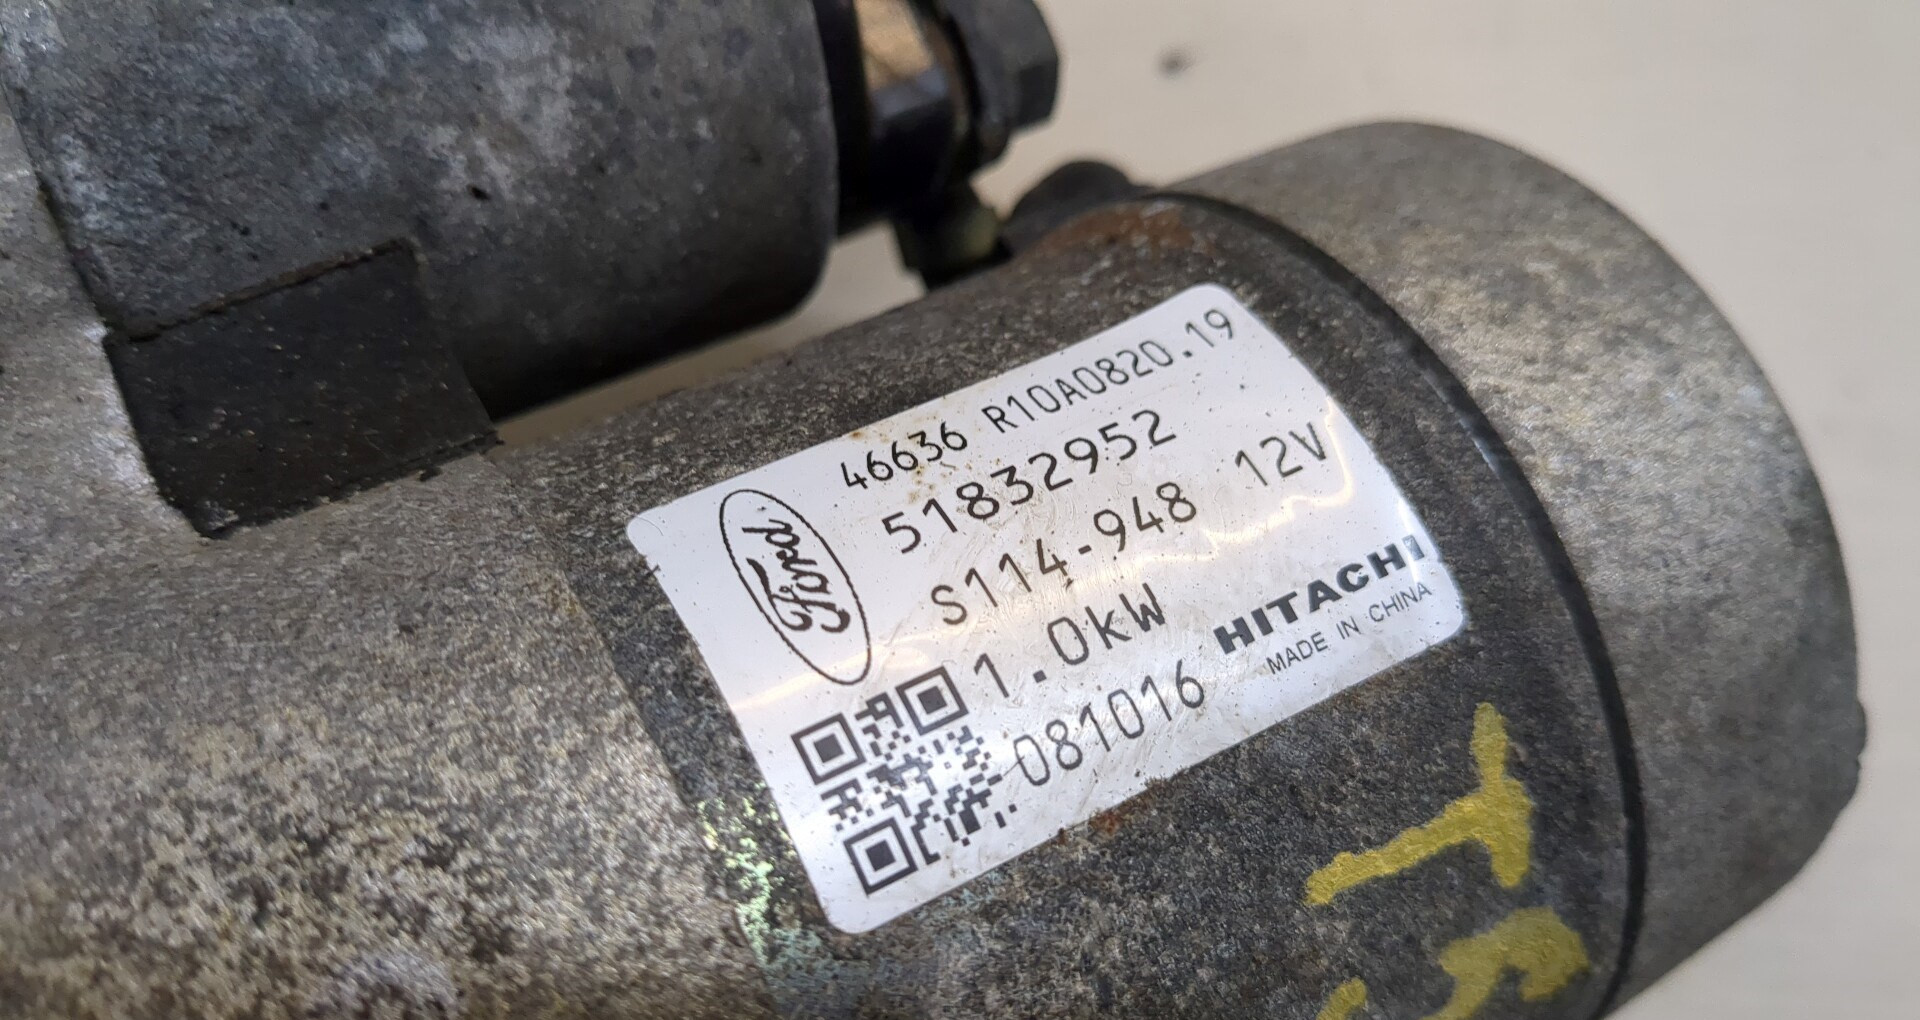 46636 R10A0820.19
51832952
Ford
S114-948 12V
1.0kW HITACHI
MADE IN CHINA
081016